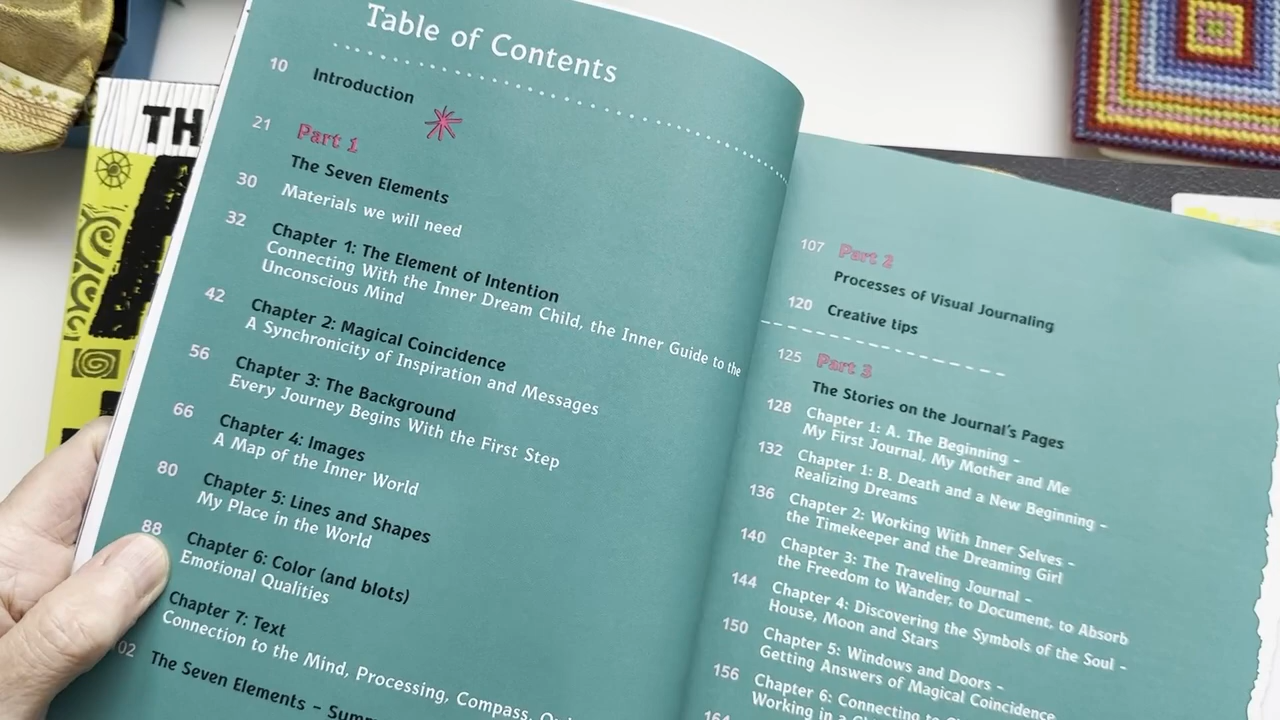 TH
Table of Contents
10 Introduction
21 Part 1
The Seven Elements
30 Materials we will need
32 Chapter 1: The Element of Intention
Connecting With the Inner Dream Child, the Inner Guide to the
Unconscious Mind
42 Chapter 2: Magical Coincidence
A Synchronicity of Inspiration and Messages
56 Chapter 3: The Background
Every Journey Begins With the First Step
66 Chapter 4: Images
A Map of the Inner World
80 Chapter 5: Lines and Shapes
My Place in the World
88 Chapter 6: Color (and blots)
Emotional Qualities
Chapter 7: Text
Connection to the Mind, Processing, Compass,
02 The Seven Elements –
107 Part 2
Processes of Visual Journaling
120 Creative tips
125 Part 3
The Stories on the Journal's Pages
128 Chapter 1: A. The Beginning –
My First Journal, My Mother and Me
132 Chapter 1: B. Death and a New Beginning –
Realizing Dreams
136 Chapter 2: Working With Inner Selves –
the Timekeeper and the Dreaming Girl
140 Chapter 3: The Traveling Journal –
the Freedom to Wander, to Document, to Absorb
144 Chapter 4: Discovering the Symbols of the Soul –
House, Moon and Stars
150 Chapter 5: Windows and Doors –
Getting Answers of Magical Coincidence
156 Chapter 6: Connecting to
Working in a
164